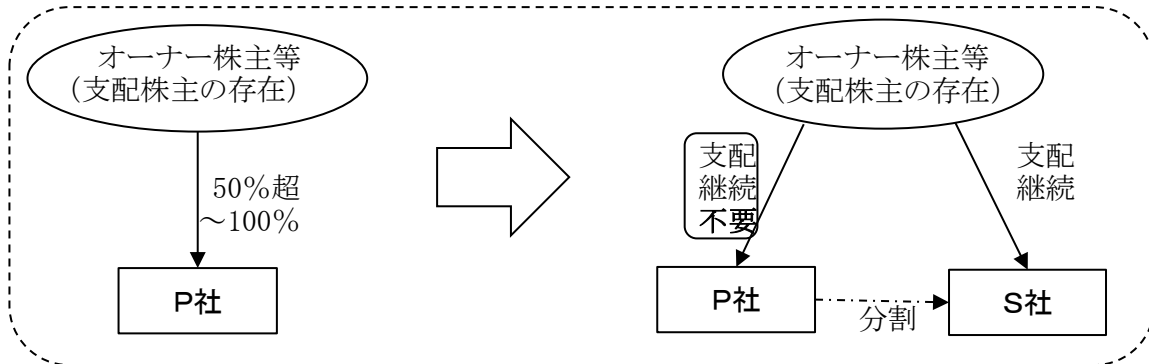 オーナー株主等
（支配株主の存在）
50％超
～100％
P社
オーナー株主等
（支配株主の存在）
支配
継続
不要
支配
継続
P社
分割
S社